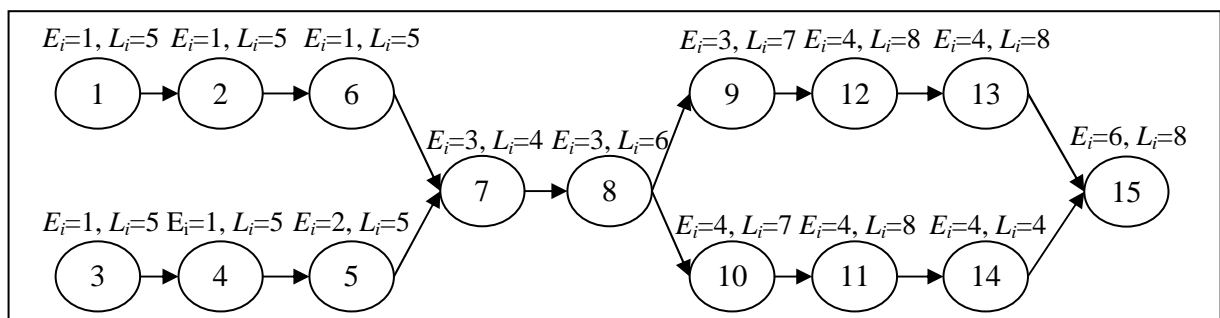 Ei=1, Li=5 Ei=1, Li=5 Ei=1, Li=5
Ei=3, Li=7 Ei=4, Li=8 Ei=4, Li=8
1 2 6 9 12 13
Ei=3, Li=4 Ei=3, Li=6 Ei=6, Li=8
7 8 15
Ei=1, Li=5 Ei=1, Li=5 Ei=2, Li=5 Ei=4, Li=7 Ei=4, Li=8 Ei=4, Li=4
3 4 5 10 11 14